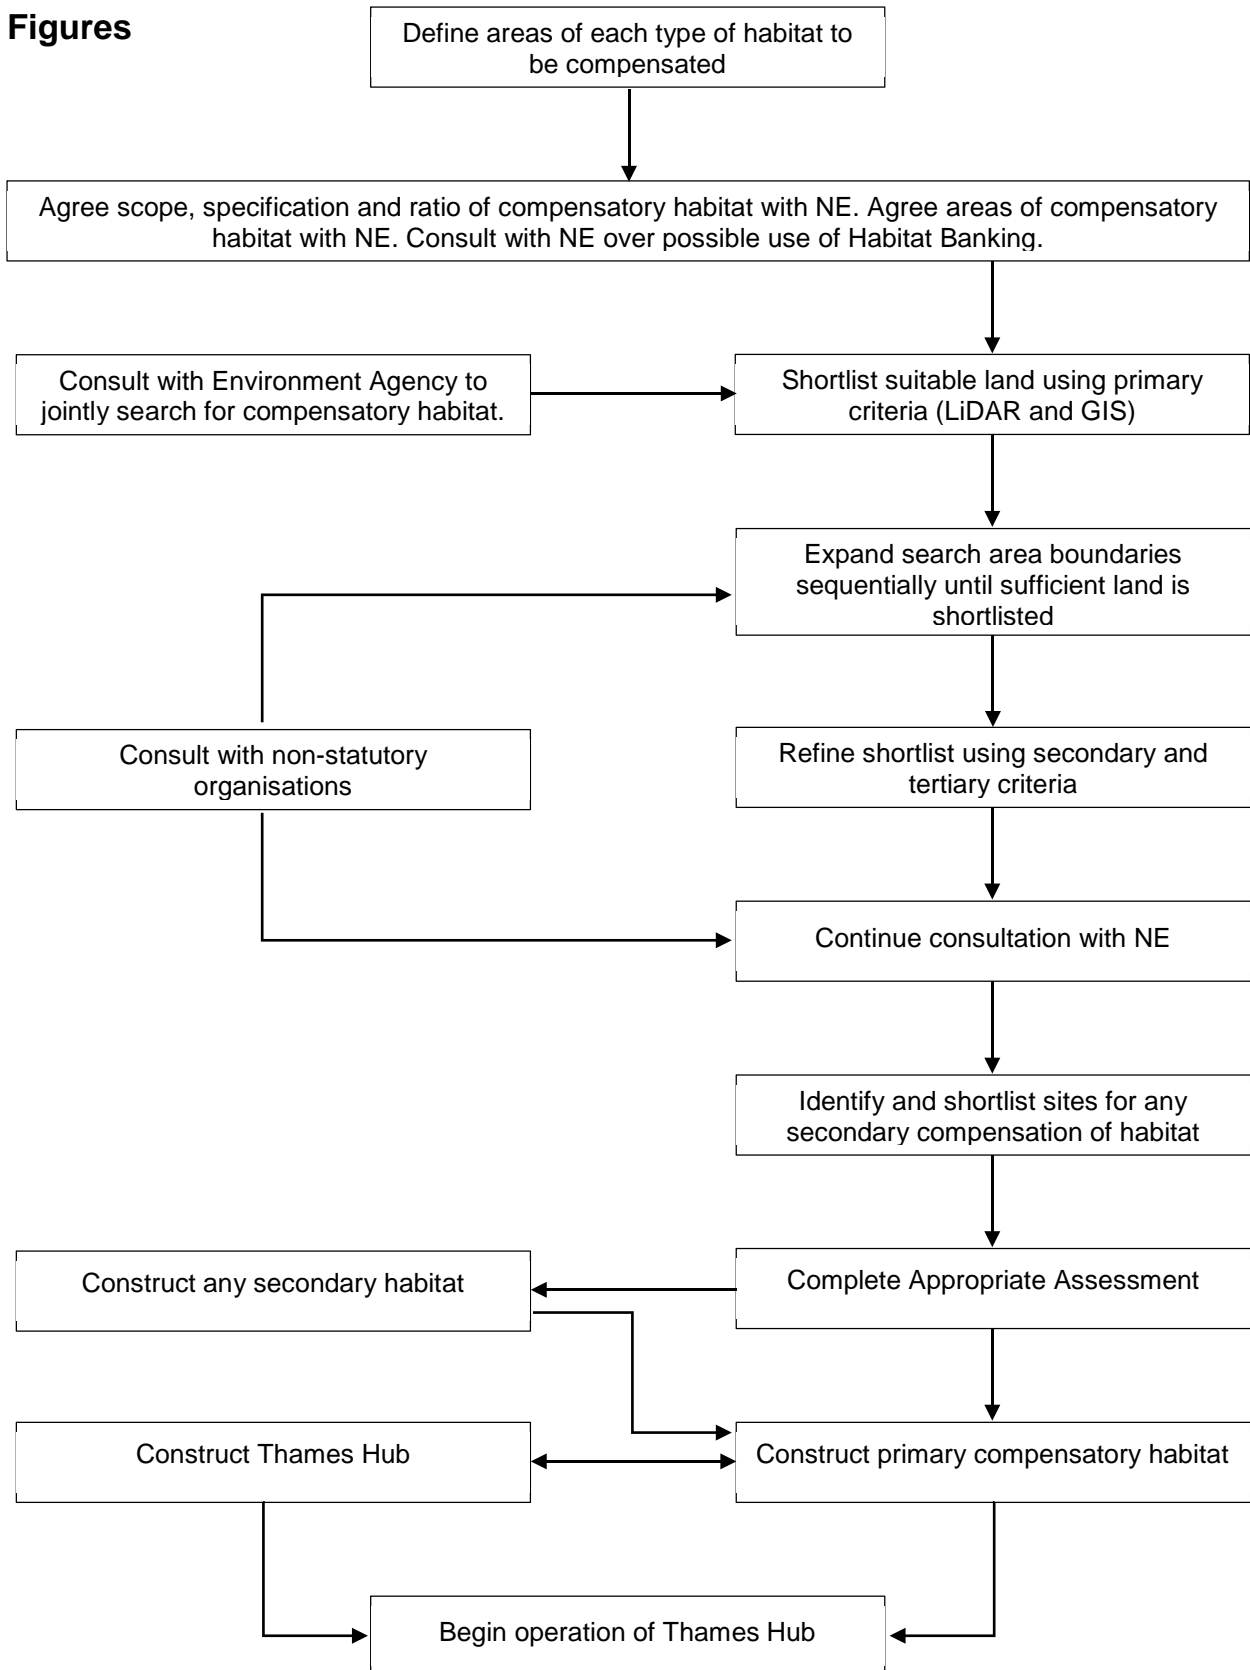 Figures
Define areas of each type of habitat to
be compensated
Agree scope, specification and ratio of compensatory habitat with NE. Agree areas of compensatory
habitat with NE. Consult with NE over possible use of Habitat Banking.
Consult with Environment Agency to
jointly search for compensatory habitat.
Shortlist suitable land using primary
criteria (LiDAR and GIS)
Expand search area boundaries
sequentially until sufficient land is
shortlisted
Consult with non-statutory
organisations
Refine shortlist using secondary and
tertiary criteria
Continue consultation with NE
Identify and shortlist sites for any
secondary compensation of habitat
Construct any secondary habitat
Complete Appropriate Assessment
Construct Thames Hub
Construct primary compensatory habitat
Begin operation of Thames Hub